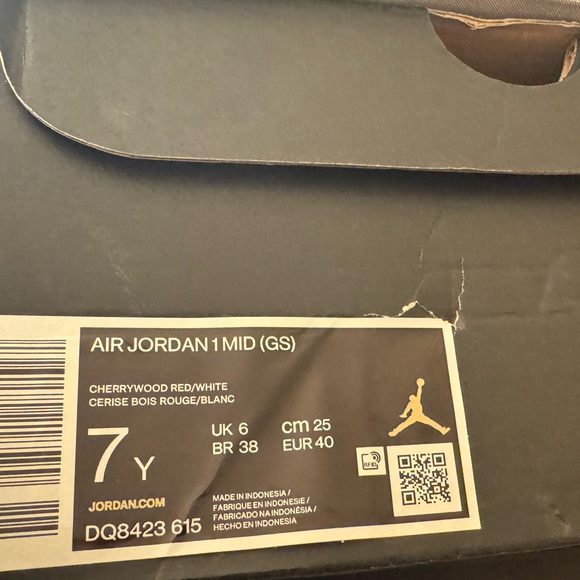 AIR JORDAN 1 MID (GS)
CHERRYWOOD RED/WHITE
CERISE BOIS ROUGE/BLANC
7 Y
UK 6 cm 25
BR 38 EUR 40
JORDAN.COM
DQ8423 615
MADE IN INDONESIA /
FABRIQUE EN INDONESIE /
FABRICADO NA INDONÉSIA /
HECHO EN INDONESIA
RFID